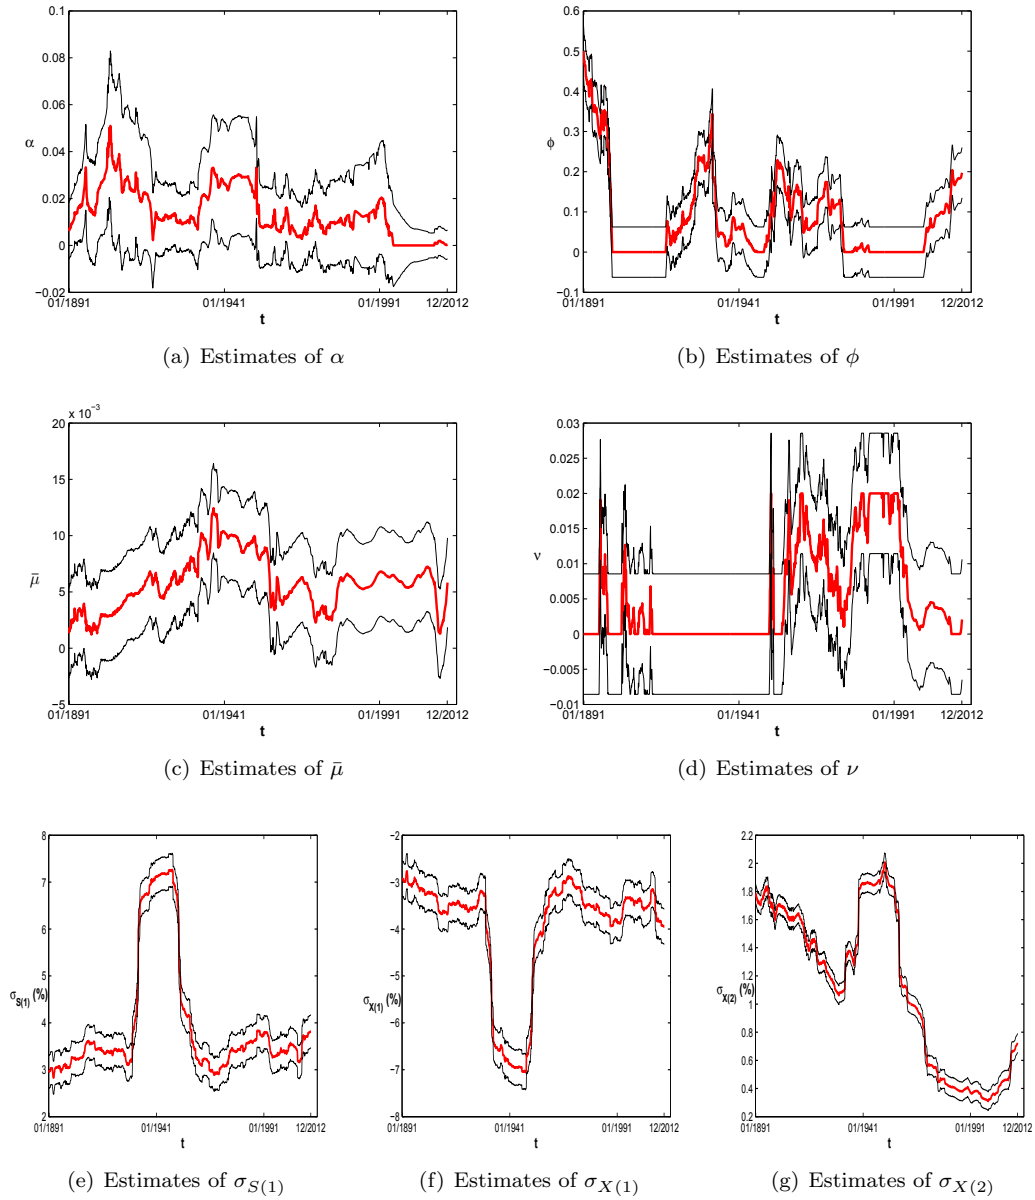 0.1
0.08
0.06
0.04
0.02
0
−0.02
α
01/1891 01/1941 01/1991 12/2012
t
(a) Estimates of α
0.6
0.5
0.4
0.3
0.2
0.1
0
−0.1
ϕ
01/1891 01/1941 01/1991 12/2012
t
(b) Estimates of ϕ
x 10⁻³
20
15
10
5
0
−5
μ̄
01/1891 01/1941 01/1991 12/2012
t
(c) Estimates of μ̄
0.03
0.025
0.02
0.015
0.01
0.005
0
−0.005
−0.01
ν
01/1891 01/1941 01/1991 12/2012
t
(d) Estimates of ν
8
7
6
5
4
3
2
σS(1) (%)
01/1891 01/1941 01/1991 12/2012
t
(e) Estimates of σS(1)
−2
−3
−4
−5
−6
−7
−8
σX(1) (%)
01/1891 01/1941 01/1991 12/2012
t
(f) Estimates of σX(1)
2.2
2
1.8
1.6
1.4
1.2
1
0.8
0.6
0.4
0.2
σX(2) (%)
01/1891 01/1941 01/1991 12/2012
t
(g) Estimates of σX(2)